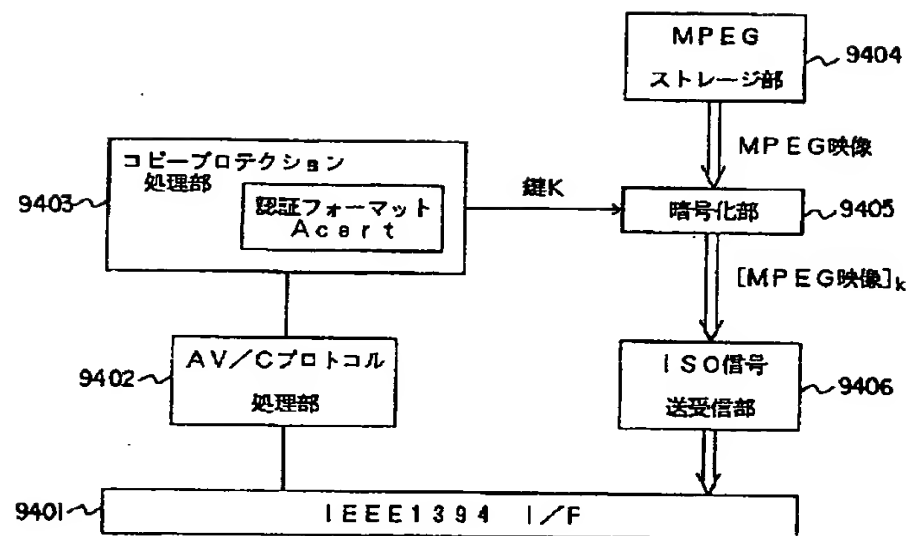 MPEG
ストレージ部
9404
MPEG映像
コピープロテクション
処理部
認証フォーマット
Acert
9403
鍵K
暗号化部
9405
[MPEG映像]k
AV/Cプロトコル
処理部
9402
ISO信号
送受信部
9406
9401
IEEE1394 I/F